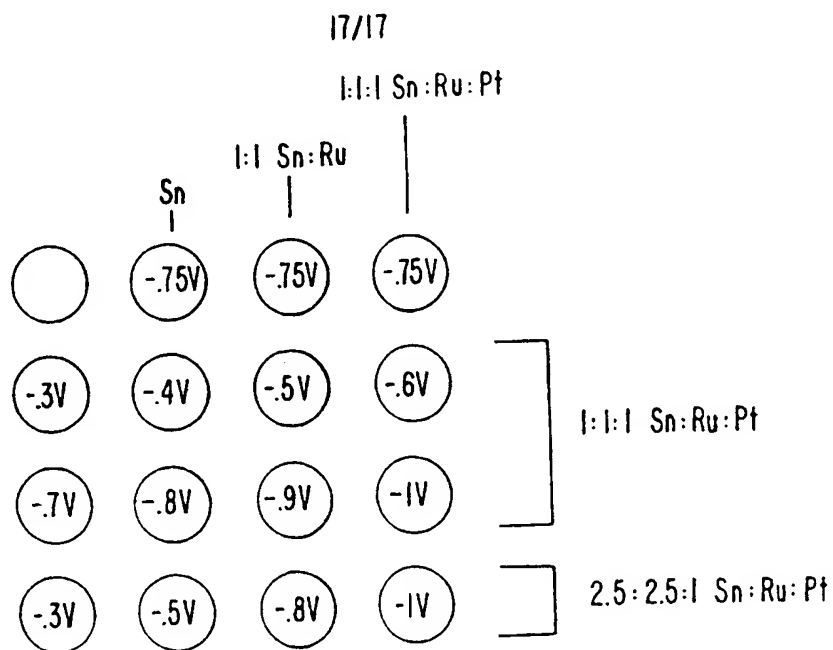 17/17
1:1:1 Sn:Ru:Pt
1:1 Sn:Ru
Sn
-.75V -.75V -.75V
-.3V -.4V -.5V -.6V
1:1:1 Sn:Ru:Pt
-.7V -.8V -.9V -1V
-.3V -.5V -.8V -1V
2.5:2.5:1 Sn:Ru:Pt